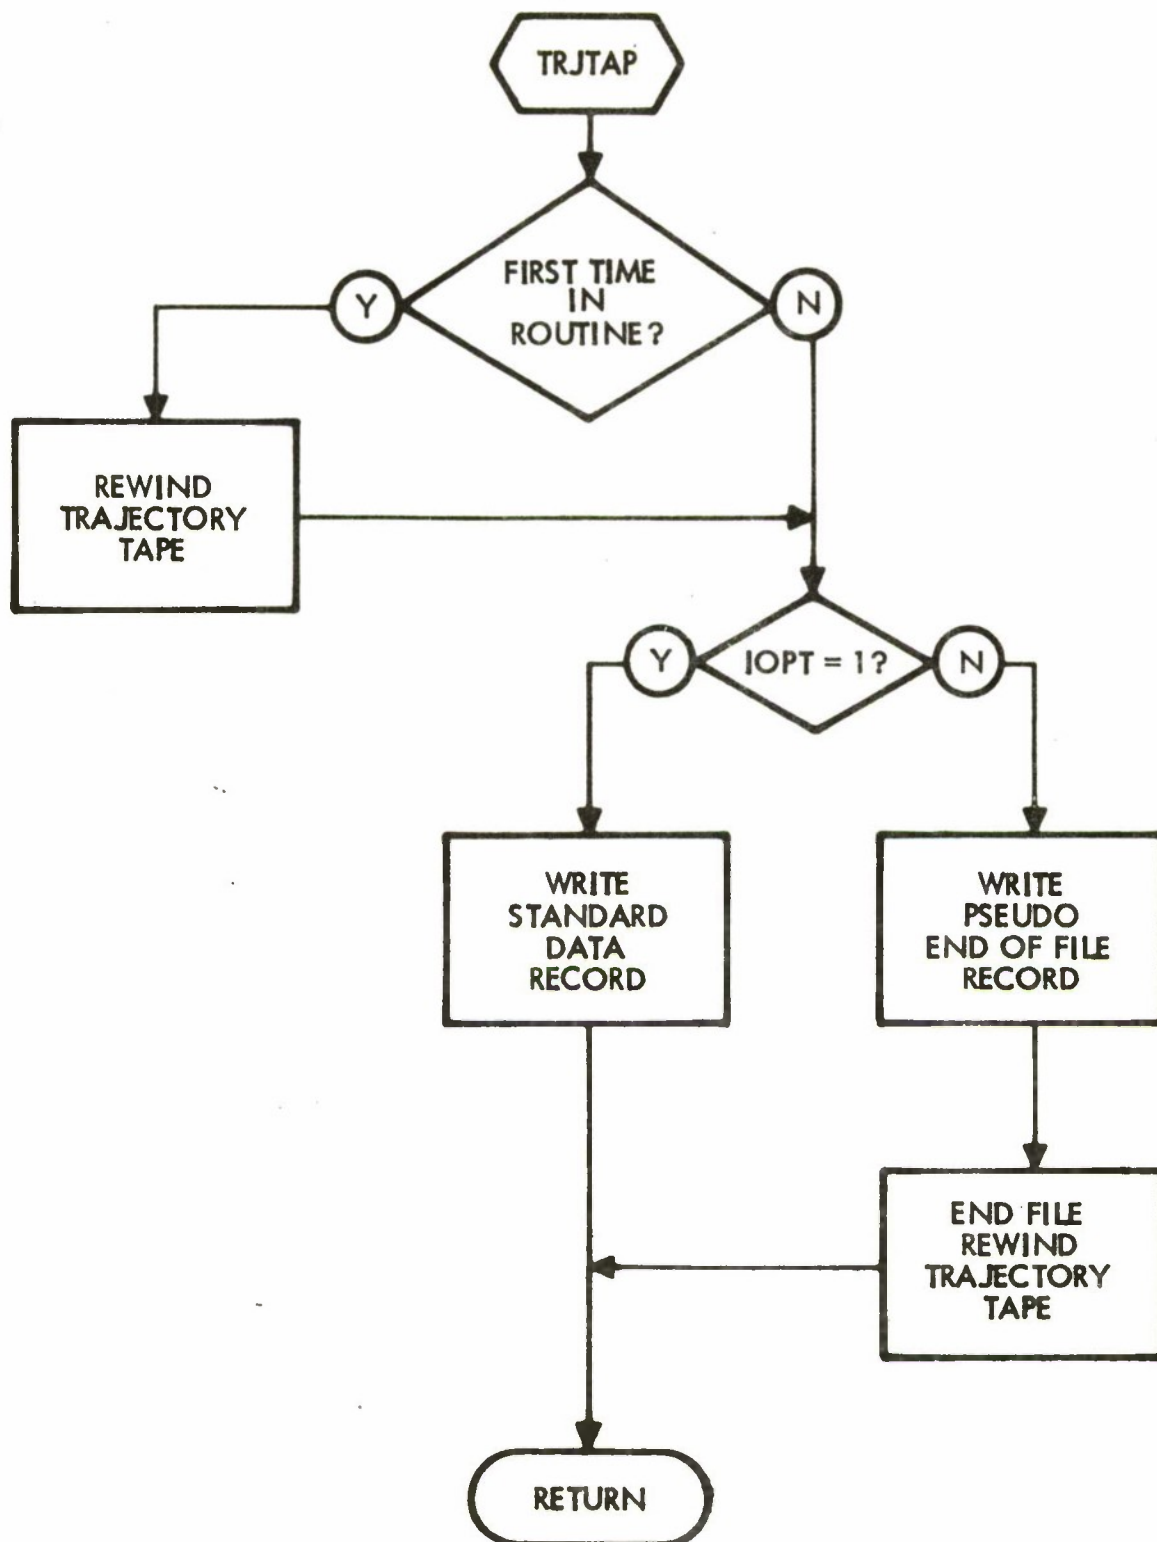 TRJTAP
FIRST TIME
IN
ROUTINE?
Y
N
REWIND
TRAJECTORY
TAPE
Y
IOPT = 1?
N
WRITE
STANDARD
DATA
RECORD
WRITE
PSEUDO
END OF FILE
RECORD
END FILE
REWIND
TRAJECTORY
TAPE
RETURN